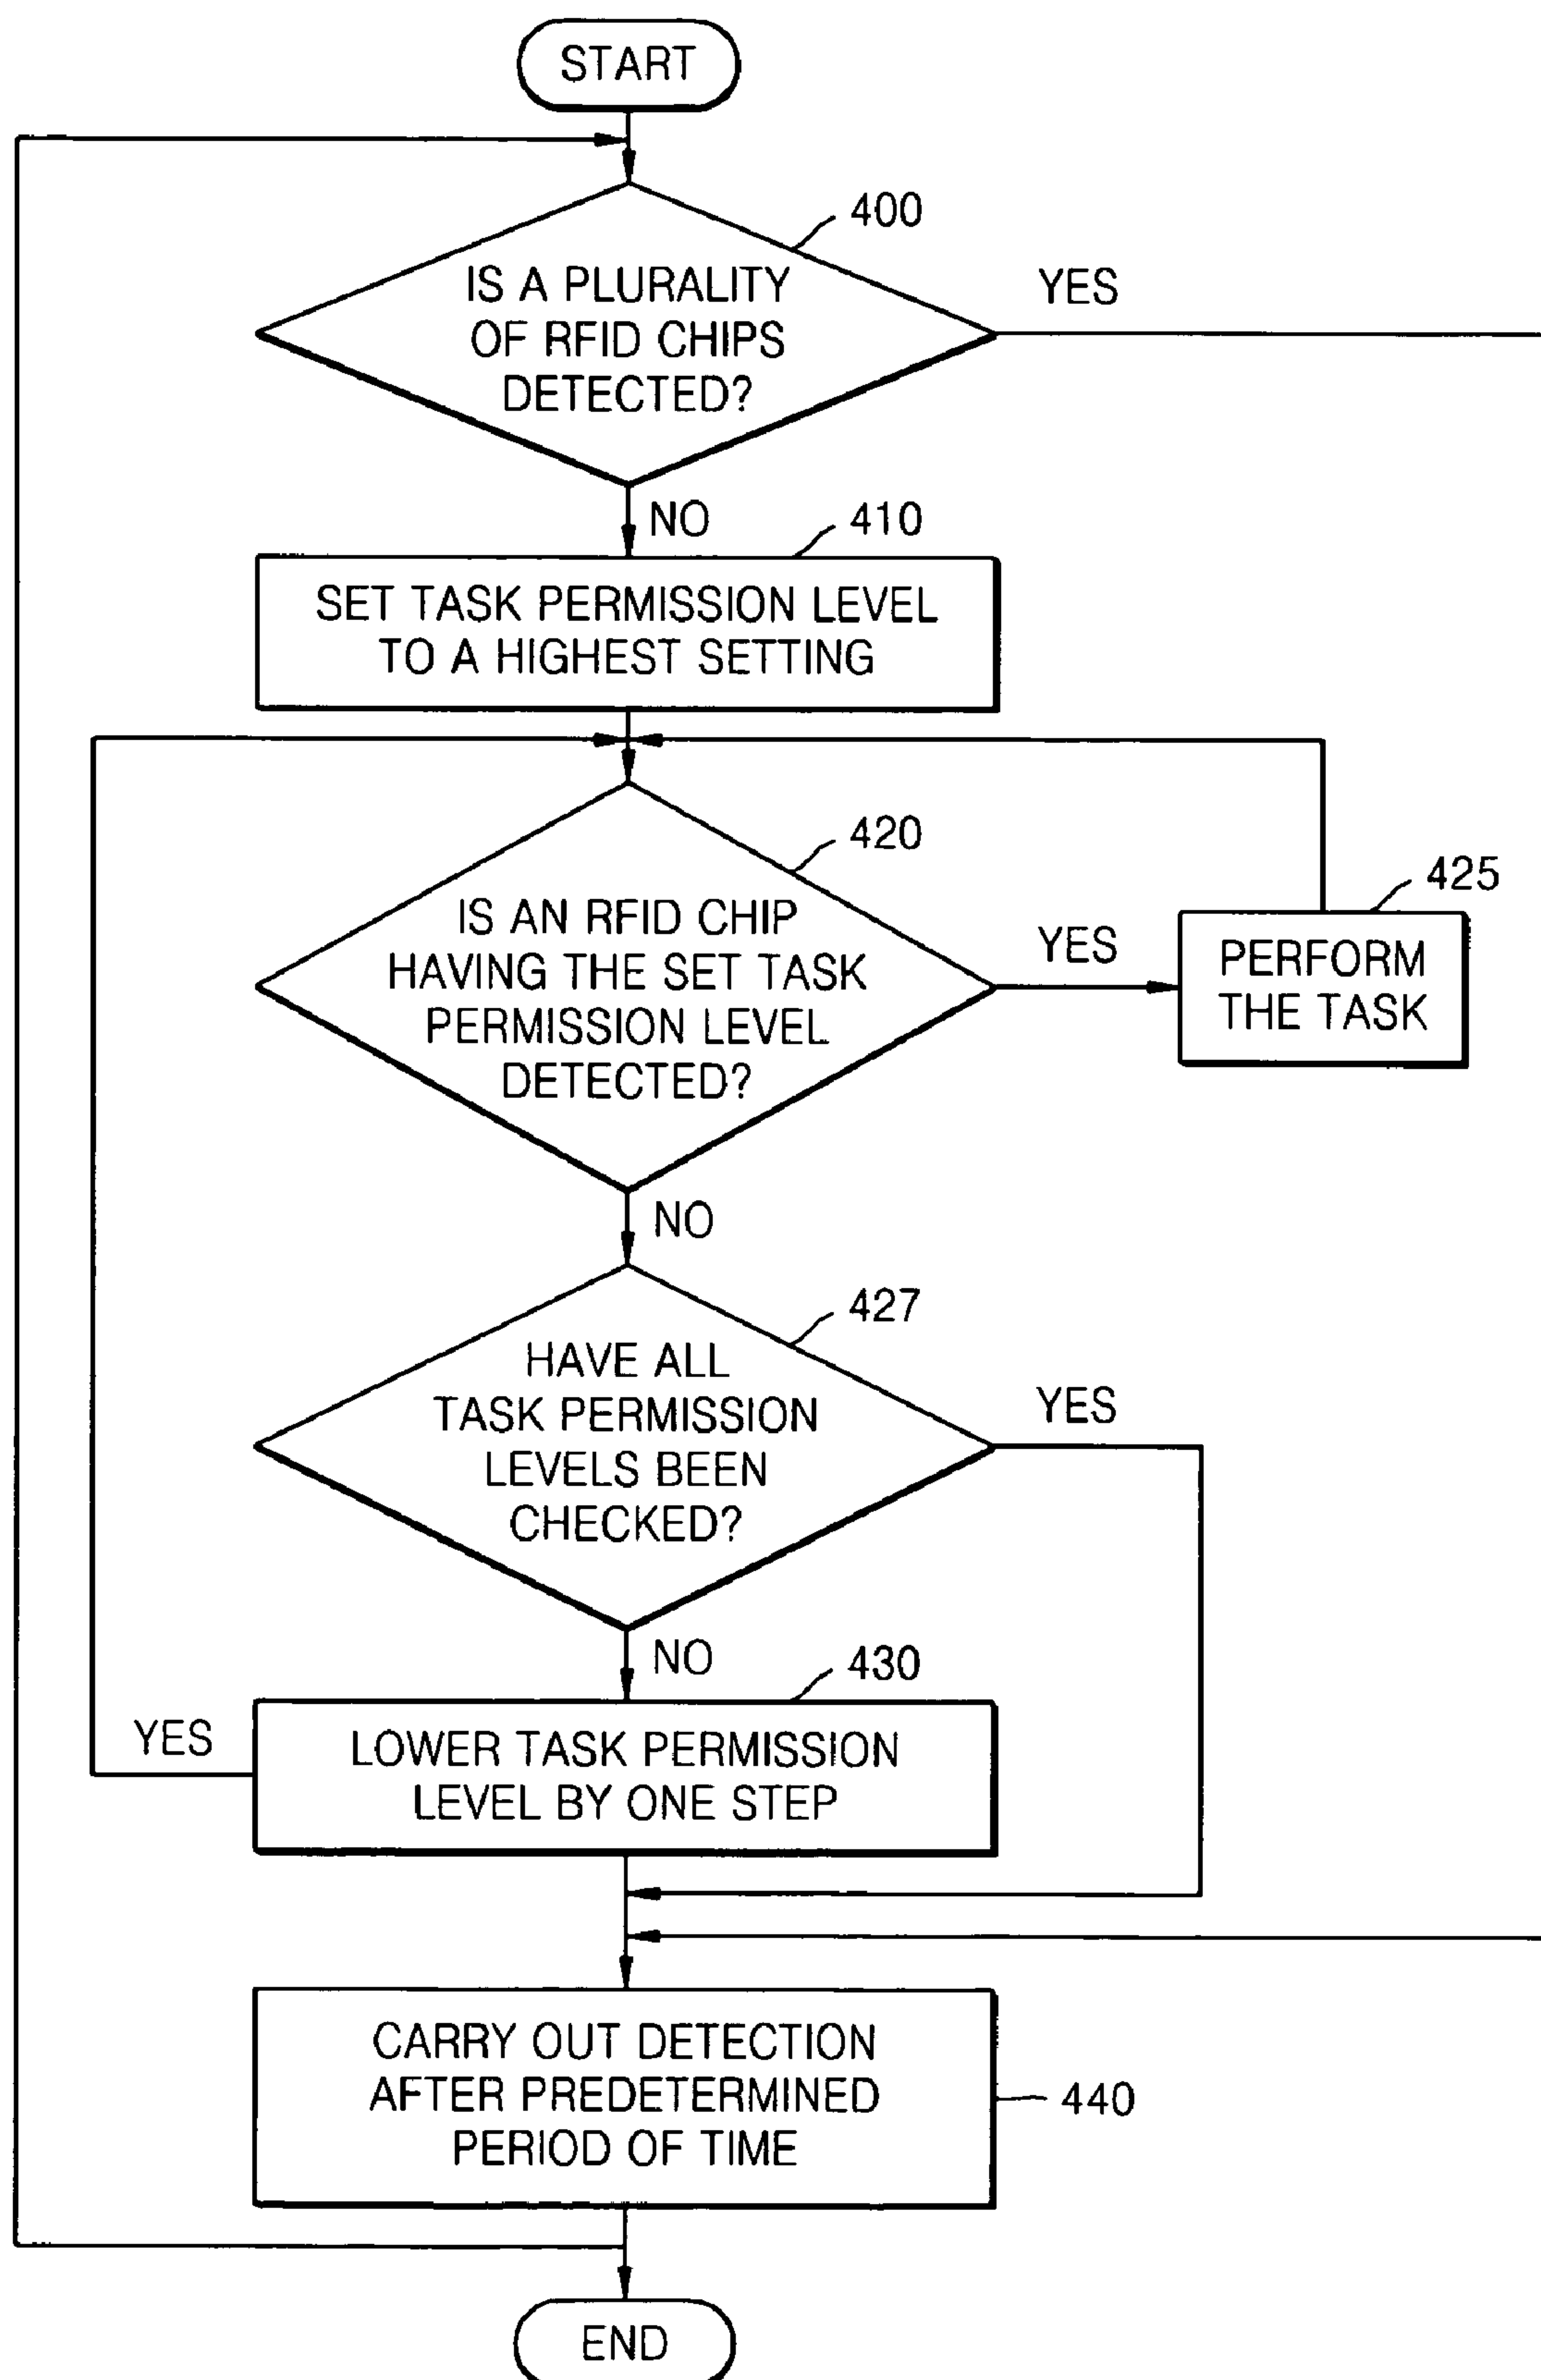 START
400
IS A PLURALITY
OF RFID CHIPS
DETECTED?
YES
NO
410
SET TASK PERMISSION LEVEL
TO A HIGHEST SETTING
420
IS AN RFID CHIP
HAVING THE SET TASK
PERMISSION LEVEL
DETECTED?
YES
425
PERFORM
THE TASK
NO
427
HAVE ALL
TASK PERMISSION
LEVELS BEEN
CHECKED?
YES
NO
430
YES
LOWER TASK PERMISSION
LEVEL BY ONE STEP
CARRY OUT DETECTION
AFTER PREDETERMINED
PERIOD OF TIME
440
END